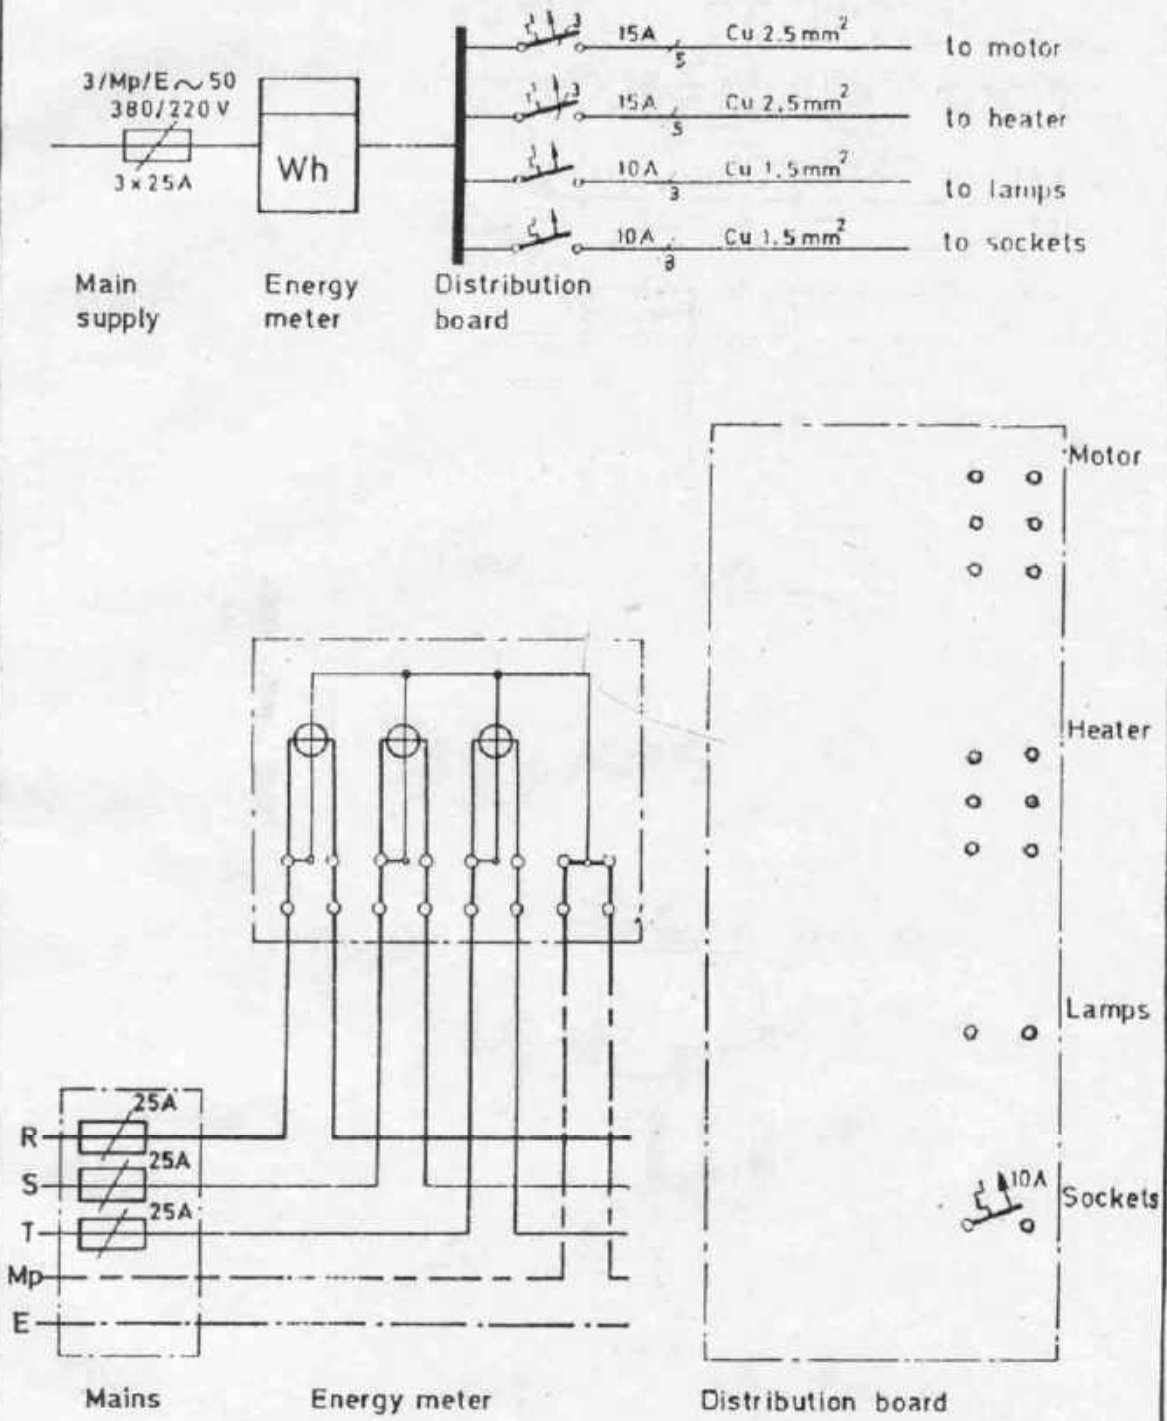 3/Mp/E ~ 50
380/220 V
3 x 25A
Wh
3 15A 5 Cu 2.5 mm² to motor
3 15A 5 Cu 2,5 mm² to heater
10A 3 Cu 1,5 mm² to lamps
10A 3 Cu 1,5 mm² to sockets
Main
supply
Energy
meter
Distribution
board
Motor
Heater
Lamps
10A
Sockets
25A
R
25A
S
25A
T
Mp
E
Mains
Energy meter
Distribution board